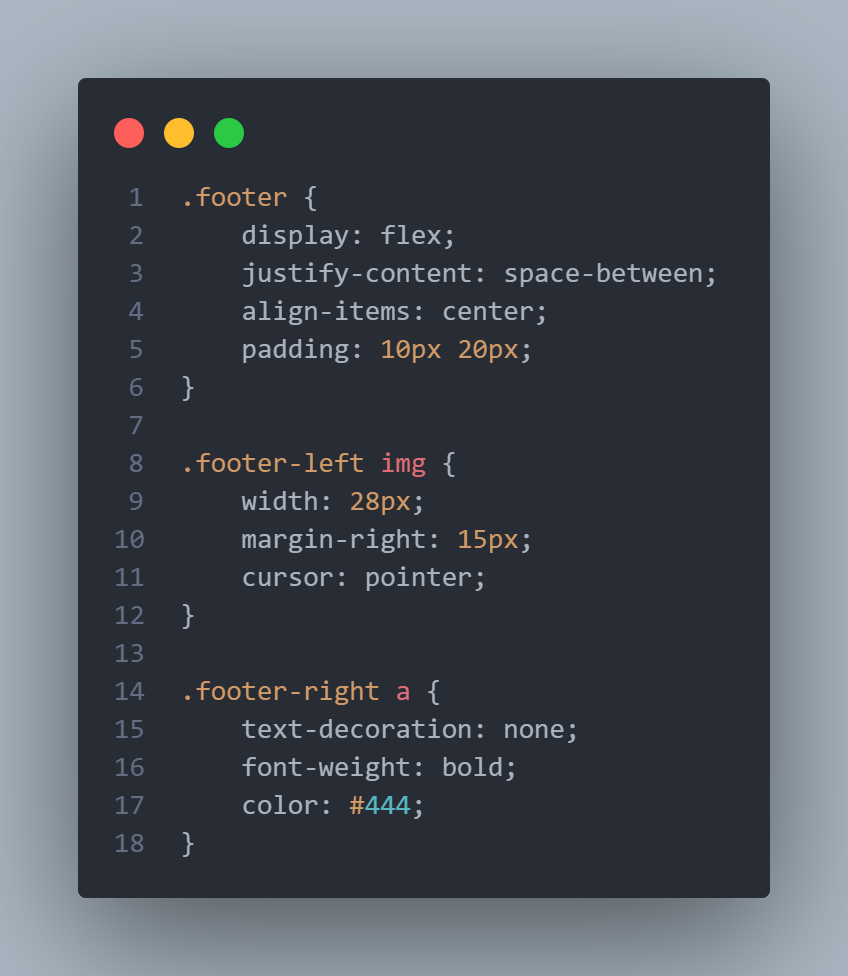 1 .footer {
2     display: flex;
3     justify-content: space-between;
4     align-items: center;
5     padding: 10px 20px;
6 }
7
8 .footer-left img {
9     width: 28px;
10     margin-right: 15px;
11     cursor: pointer;
12 }
13
14 .footer-right a {
15     text-decoration: none;
16     font-weight: bold;
17     color: #444;
18 }